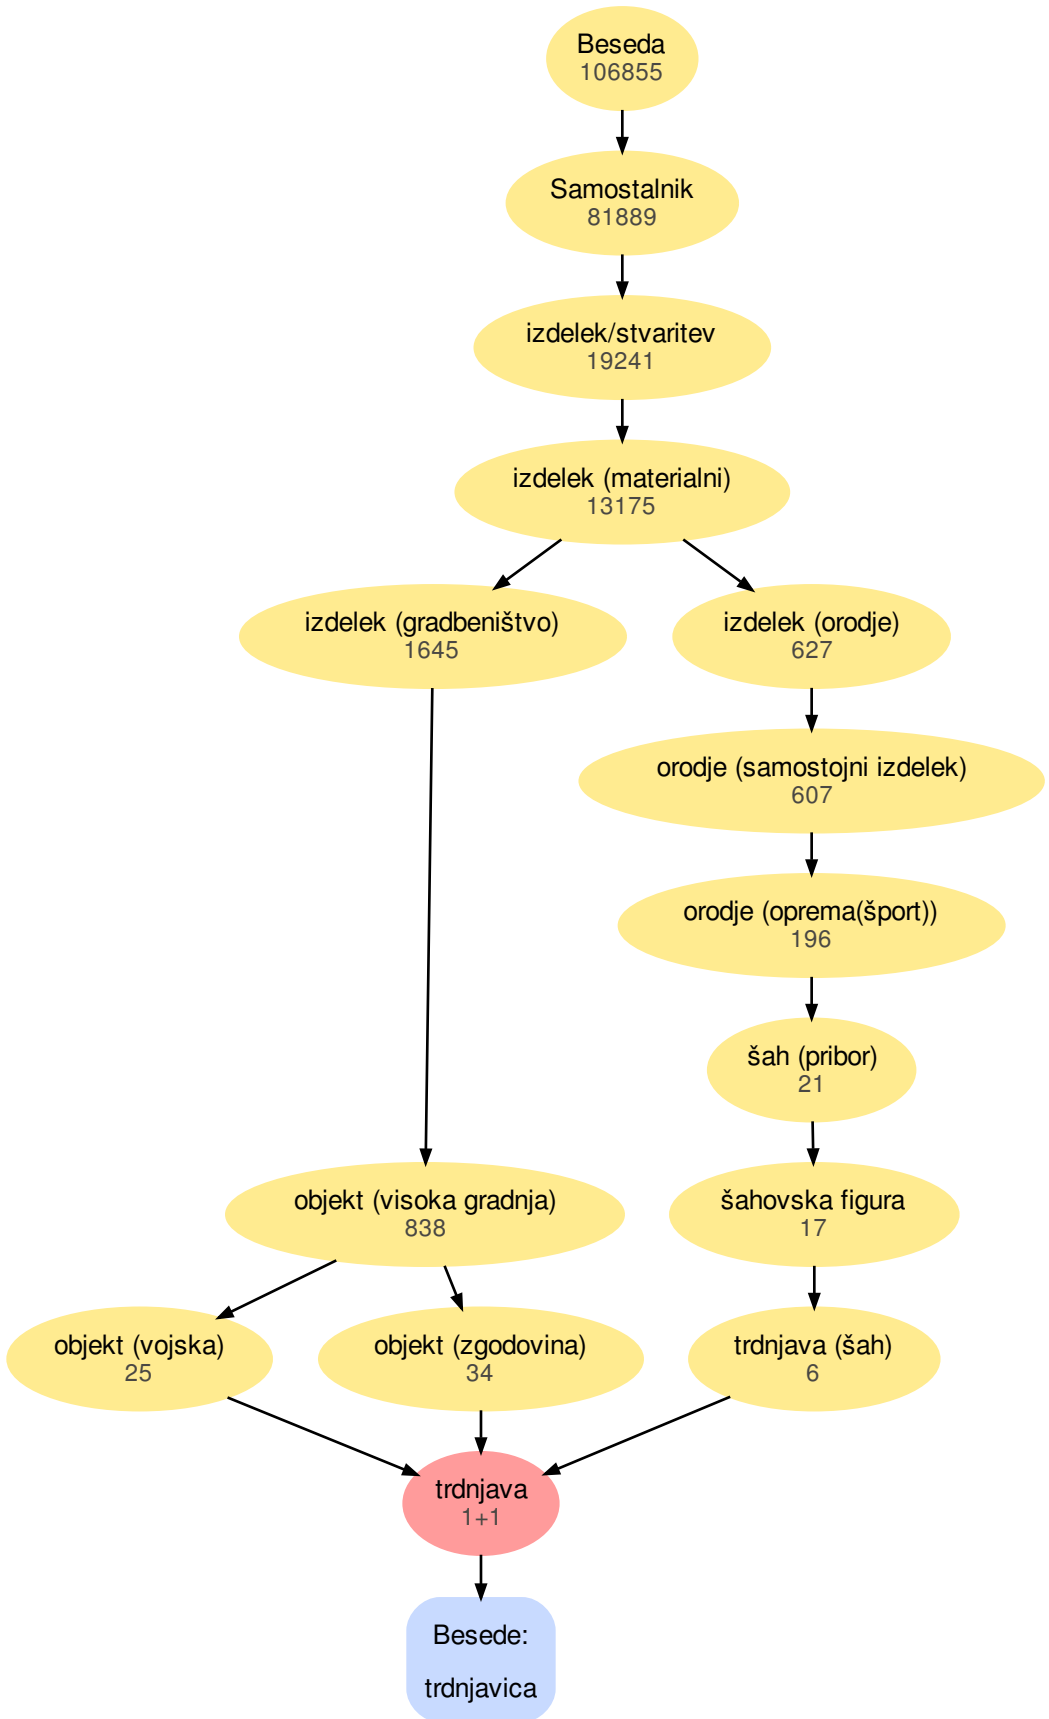 Beseda
106855
Samostalnik
81889
izdelek/stvaritev
19241
izdelek (materialni)
13175
izdelek (gradbeništvo)
1645
izdelek (orodje)
627
orodje (samostojni izdelek)
607
orodje (oprema(šport))
196
šah (pribor)
21
objekt (visoka gradnja)
838
šahovska figura
17
objekt (vojska)
25
objekt (zgodovina)
34
trdnjava (šah)
6
trdnjava
1+1
Besede:
trdnjavica